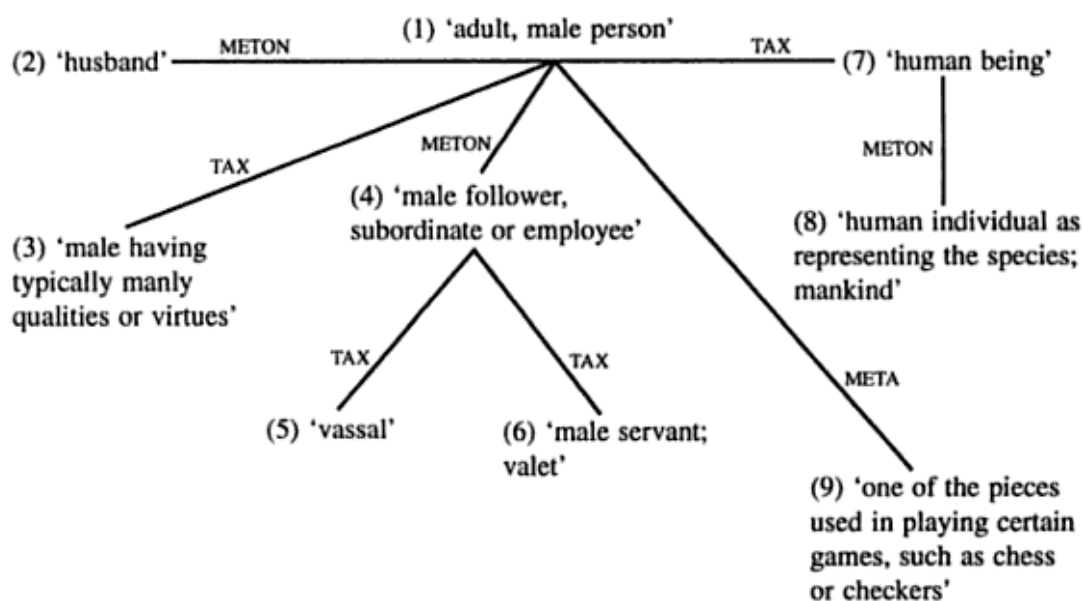 (1) ‘adult, male person’
(2) ‘husband’
METON
TAX
(7) ‘human being’
TAX
METON
METON
(3) ‘male having
typically manly
qualities or virtues’
(4) ‘male follower,
subordinate or employee’
(8) ‘human individual as
representing the species;
mankind’
TAX
TAX
META
(5) ‘vassal’
(6) ‘male servant;
valet’
(9) ‘one of the pieces
used in playing certain
games, such as chess
or checkers’